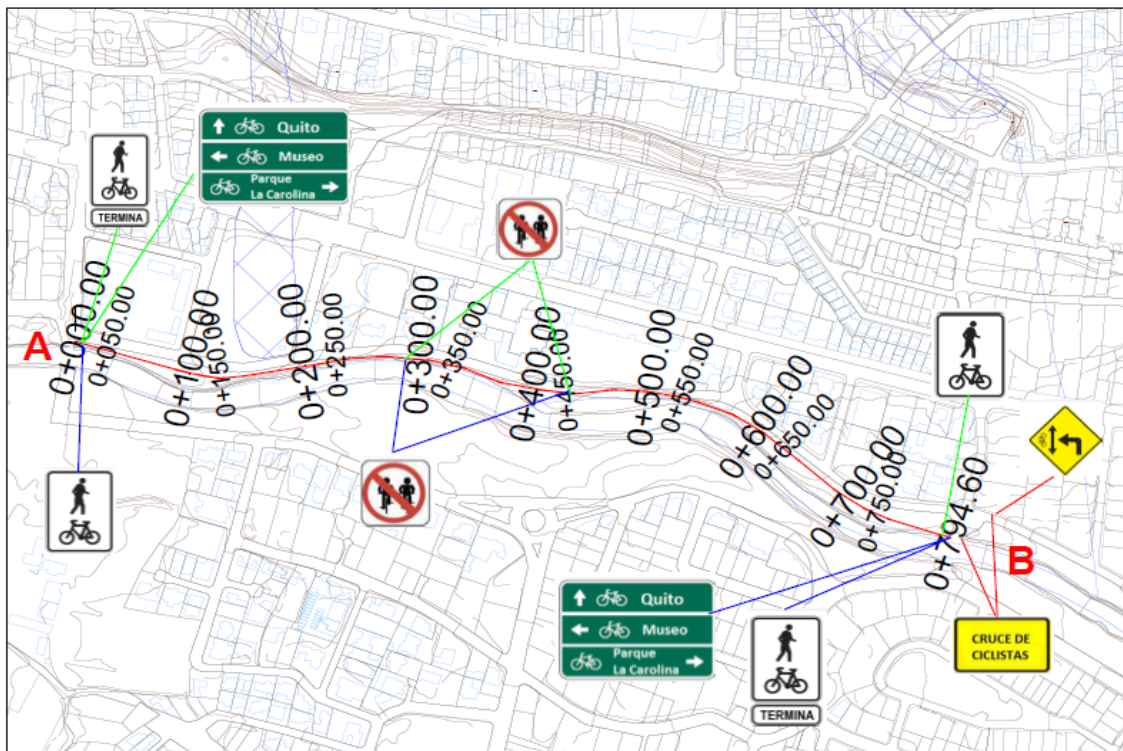 Quito
Museo
Parque
La Carolina
TERMINA
A
0+000.00
0+050.00
0+100.00
0+150.00
0+200.00
0+250.00
0+300.00
0+350.00
0+400.00
0+450.00
0+500.00
0+550.00
0+600.00
0+650.00
0+700.00
0+750.00
0+794.60
B
Quito
Museo
Parque
La Carolina
TERMINA
CRUCE DE
CICLISTAS